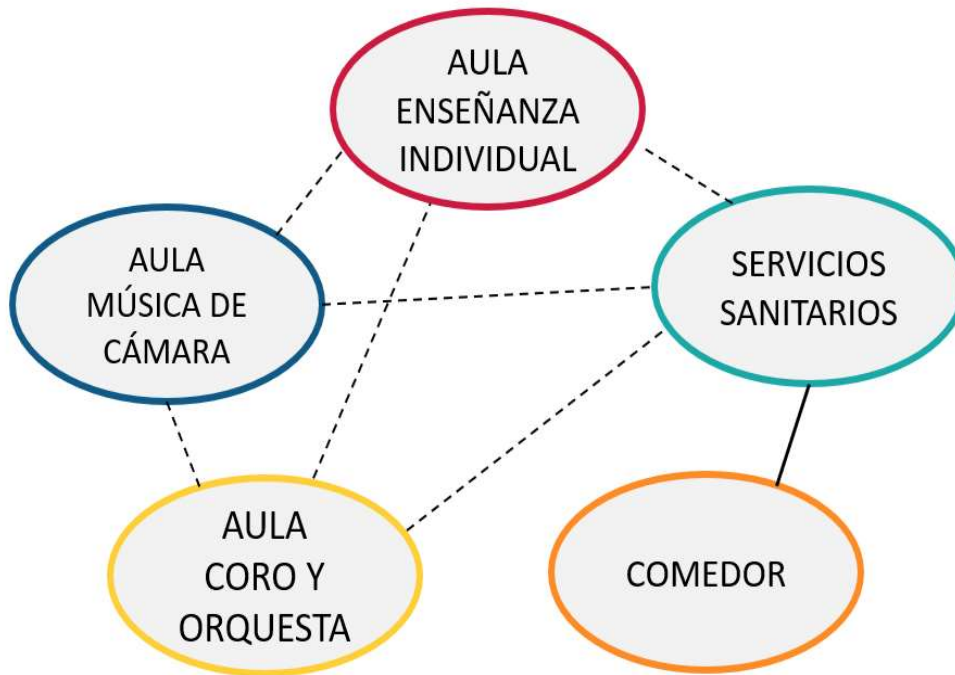 AULA
ENSEÑANZA
INDIVIDUAL
AULA
MÚSICA DE
CÁMARA
SERVICIOS
SANITARIOS
AULA
CORO Y
ORQUESTA
COMEDOR